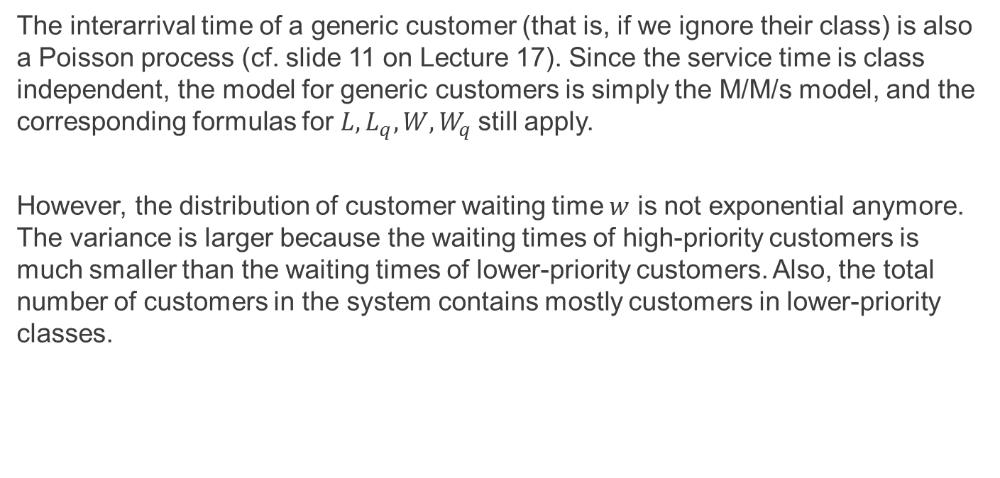 The interarrival time of a generic customer (that is, if we ignore their class) is also
a Poisson process (cf. slide 11 on Lecture 17). Since the service time is class
independent, the model for generic customers is simply the M/M/s model, and the
corresponding formulas for L, L_q, W, W_q still apply.
However, the distribution of customer waiting time w is not exponential anymore.
The variance is larger because the waiting times of high-priority customers is
much smaller than the waiting times of lower-priority customers. Also, the total
number of customers in the system contains mostly customers in lower-priority
classes.